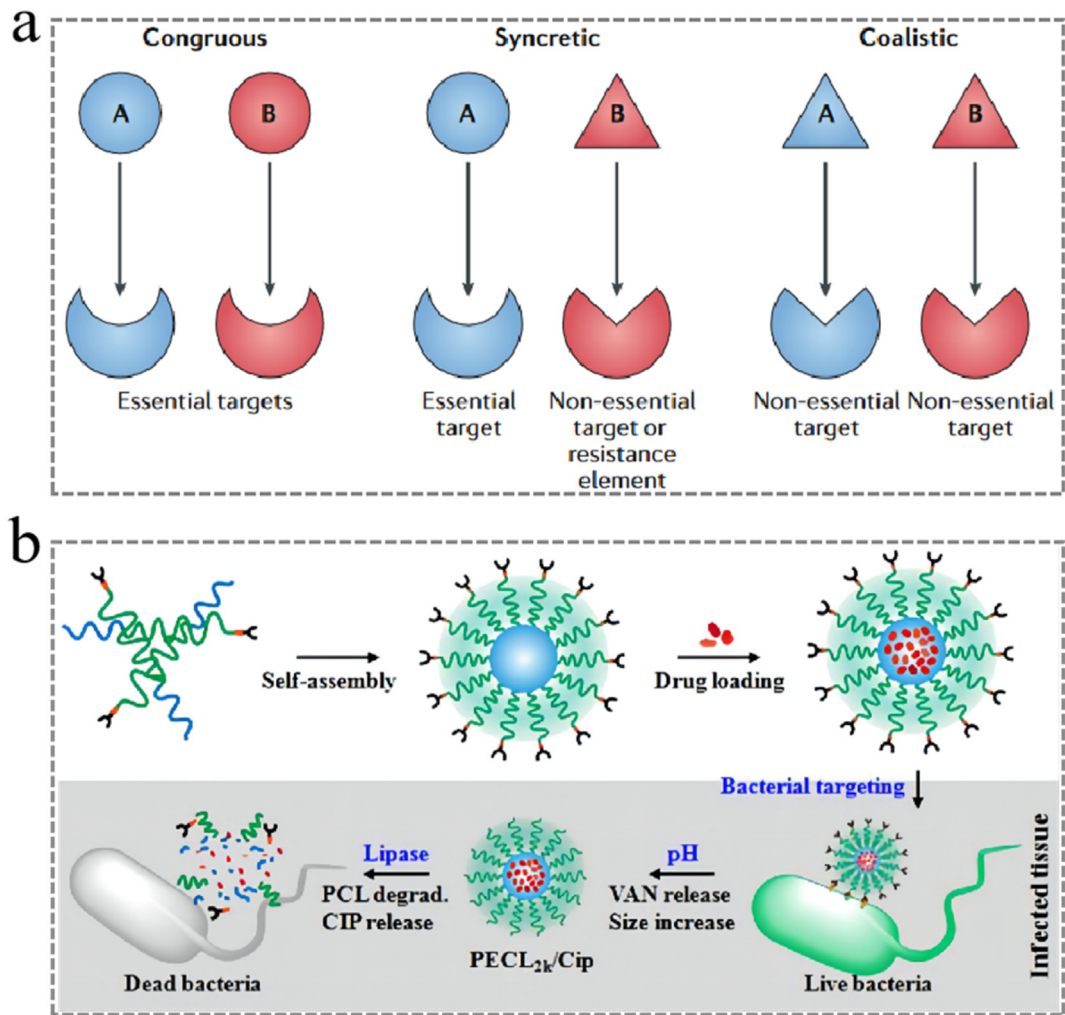 a
Congruous
Syncretic
Coalistic
A
B
A
B
A
B
Essential targets
Essential
target
Non-essential
target or
resistance
element
Non-essential
target
Non-essential
target
b
Self-assembly
Drug loading
Bacterial targeting
Lipase
PCL degrad.
CIP release
PECL2k/Cip
pH
VAN release
Size increase
Dead bacteria
Live bacteria
Infected tissue